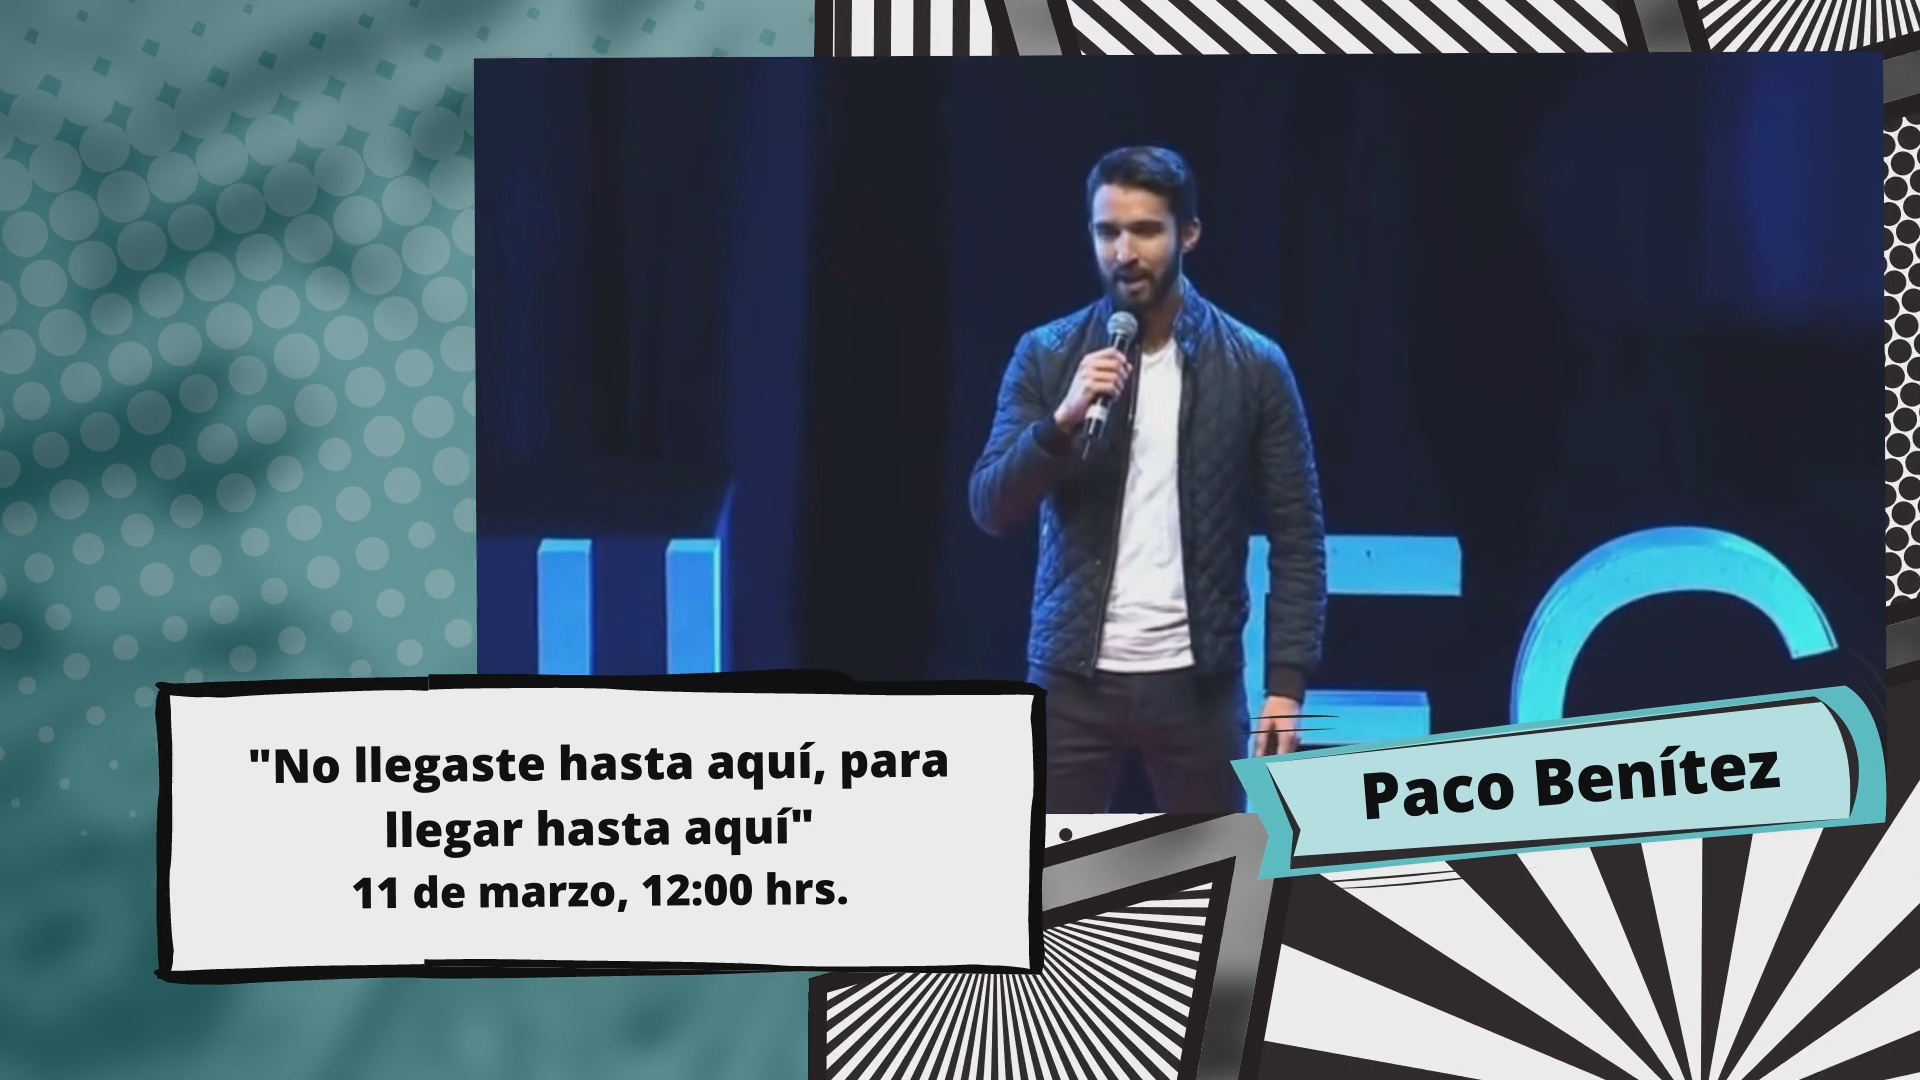 "No llegaste hasta aquí, para
llegar hasta aquí"
11 de marzo, 12:00 hrs.
Paco Benítez